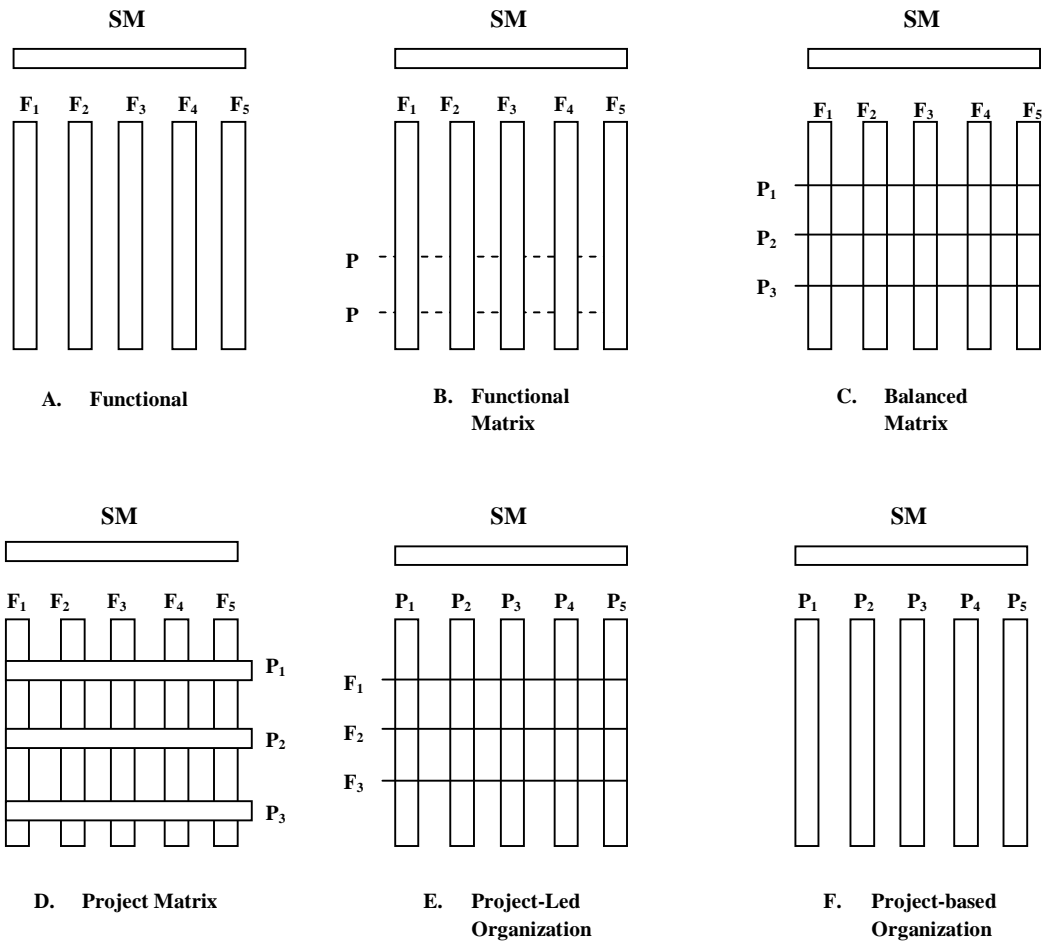 SM
F₁ F₂ F₃ F₄ F₅
A. Functional
SM
F₁ F₂ F₃ F₄ F₅
P
P
B. Functional
Matrix
SM
F₁ F₂ F₃ F₄ F₅
P₁
P₂
P₃
C. Balanced
Matrix
SM
F₁ F₂ F₃ F₄ F₅
P₁
P₂
P₃
D. Project Matrix
SM
P₁ P₂ P₃ P₄ P₅
F₁
F₂
F₃
E. Project-Led
Organization
SM
P₁ P₂ P₃ P₄ P₅
F. Project-based
Organization